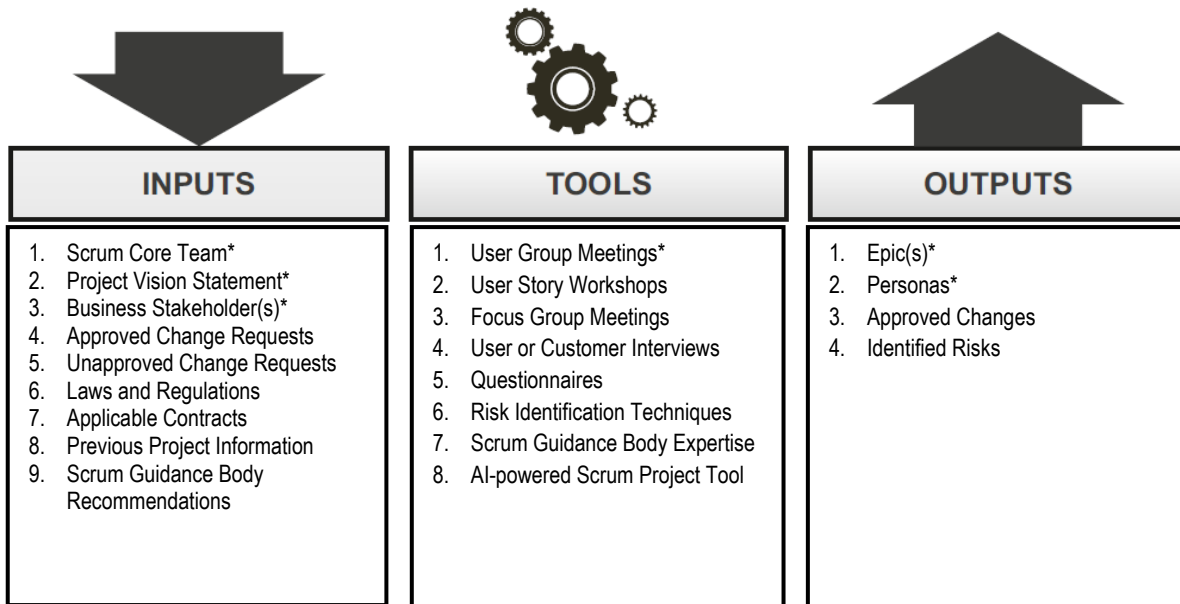 INPUTS
1. Scrum Core Team*
2. Project Vision Statement*
3. Business Stakeholder(s)*
4. Approved Change Requests
5. Unapproved Change Requests
6. Laws and Regulations
7. Applicable Contracts
8. Previous Project Information
9. Scrum Guidance Body
Recommendations
TOOLS
1. User Group Meetings*
2. User Story Workshops
3. Focus Group Meetings
4. User or Customer Interviews
5. Questionnaires
6. Risk Identification Techniques
7. Scrum Guidance Body Expertise
8. AI-powered Scrum Project Tool
OUTPUTS
1. Epic(s)*
2. Personas*
3. Approved Changes
4. Identified Risks